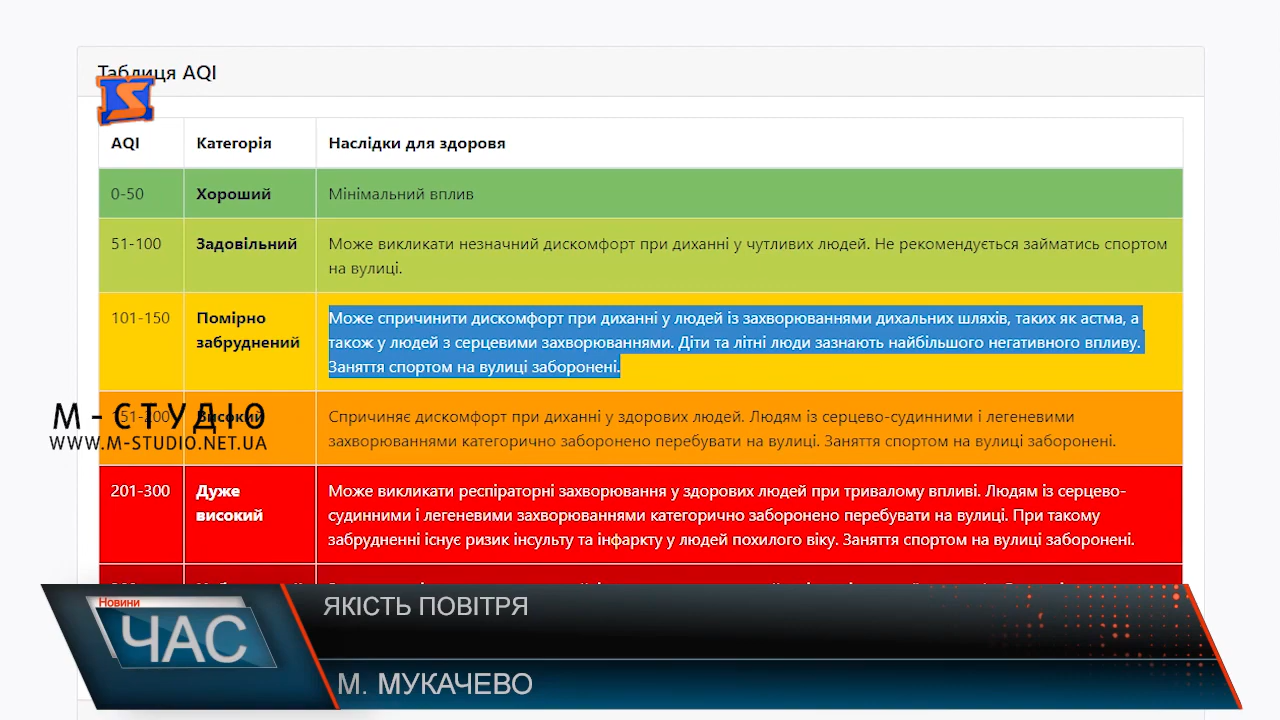 Таблиця AQI
AQI Категорія Наслідки для здоровя
0-50 Хороший Мінімальний вплив
51-100 Задовільний Може викликати незначний дискомфорт при диханні у чутливих людей. Не рекомендується займатись спортом
на вулиці.
101-150 Помірно Може спричинити дискомфорт при диханні у людей із захворюваннями дихальних шляхів, таких як астма, а
забруднений також у людей з серцевими захворюваннями. Діти та літні люди зазнають найбільшого негативного впливу.
Заняття спортом на вулиці заборонені.
151-200 Високий Спричиняє дискомфорт при диханні у здорових людей. Людям із серцево-судинними і легеневими
М-СТУДІО
захворюваннями категорично заборонено перебувати на вулиці. Заняття спортом на вулиці заборонені.
WWW.M-STUDIO.NET.UA
201-300 Дуже Може викликати респіраторні захворювання у здорових людей при тривалому впливі. Людям із серцево-
високий судинними і легеневими захворюваннями категорично заборонено перебувати на вулиці. При такому
забрудненні існує ризик інсульту та інфаркту у людей похилого віку. Заняття спортом на вулиці заборонені.
Новини
ЧАС
ЯКІСТЬ ПОВІТРЯ
М. МУКАЧЕВО